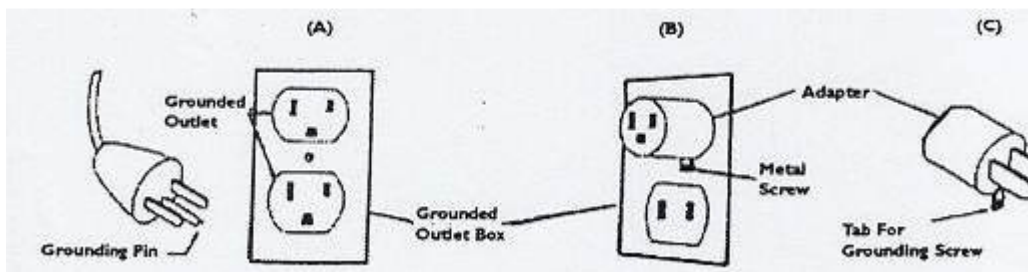 (A)
(B)
(C)
Grounded
Outlet
Adapter
Metal
Screw
Grounded
Outlet Box
Grounding Pin
Tab For
Grounding Screw